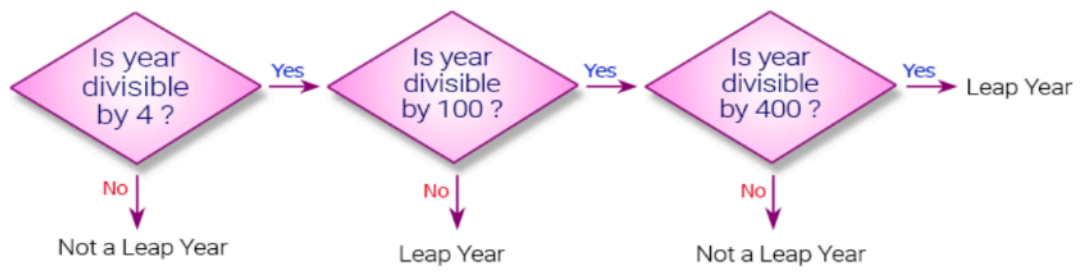 Is year
divisible
by 4 ?
Yes
Is year
divisible
by 100 ?
Yes
Is year
divisible
by 400 ?
Yes
Leap Year
No
No
No
Not a Leap Year
Leap Year
Not a Leap Year